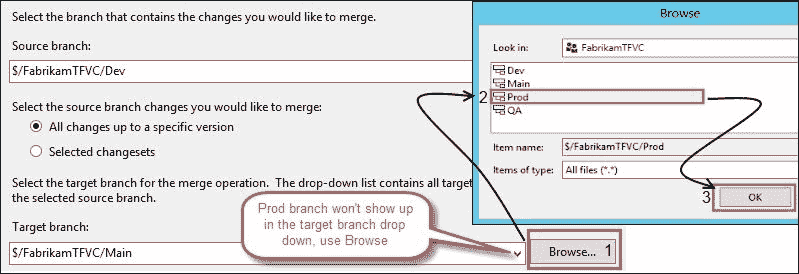 Select the branch that contains the changes you would like to merge.
Source branch:
$/FabrikamTFVC/Dev
Select the source branch changes you would like to merge:
All changes up to a specific version
Selected changesets
Select the target branch for the merge operation. The drop-down list contains all target
the selected source branch.
Target branch:
$/FabrikamTFVC/Main
Prod branch won't show up
in the target branch drop
down, use Browse
Browse... 1
Browse
Look in:
FabrikamTFVC
Dev
Main
2
Prod
QA
Item name:
$/FabrikamTFVC/Prod
Items of type:
All files (*.*)
3
OK